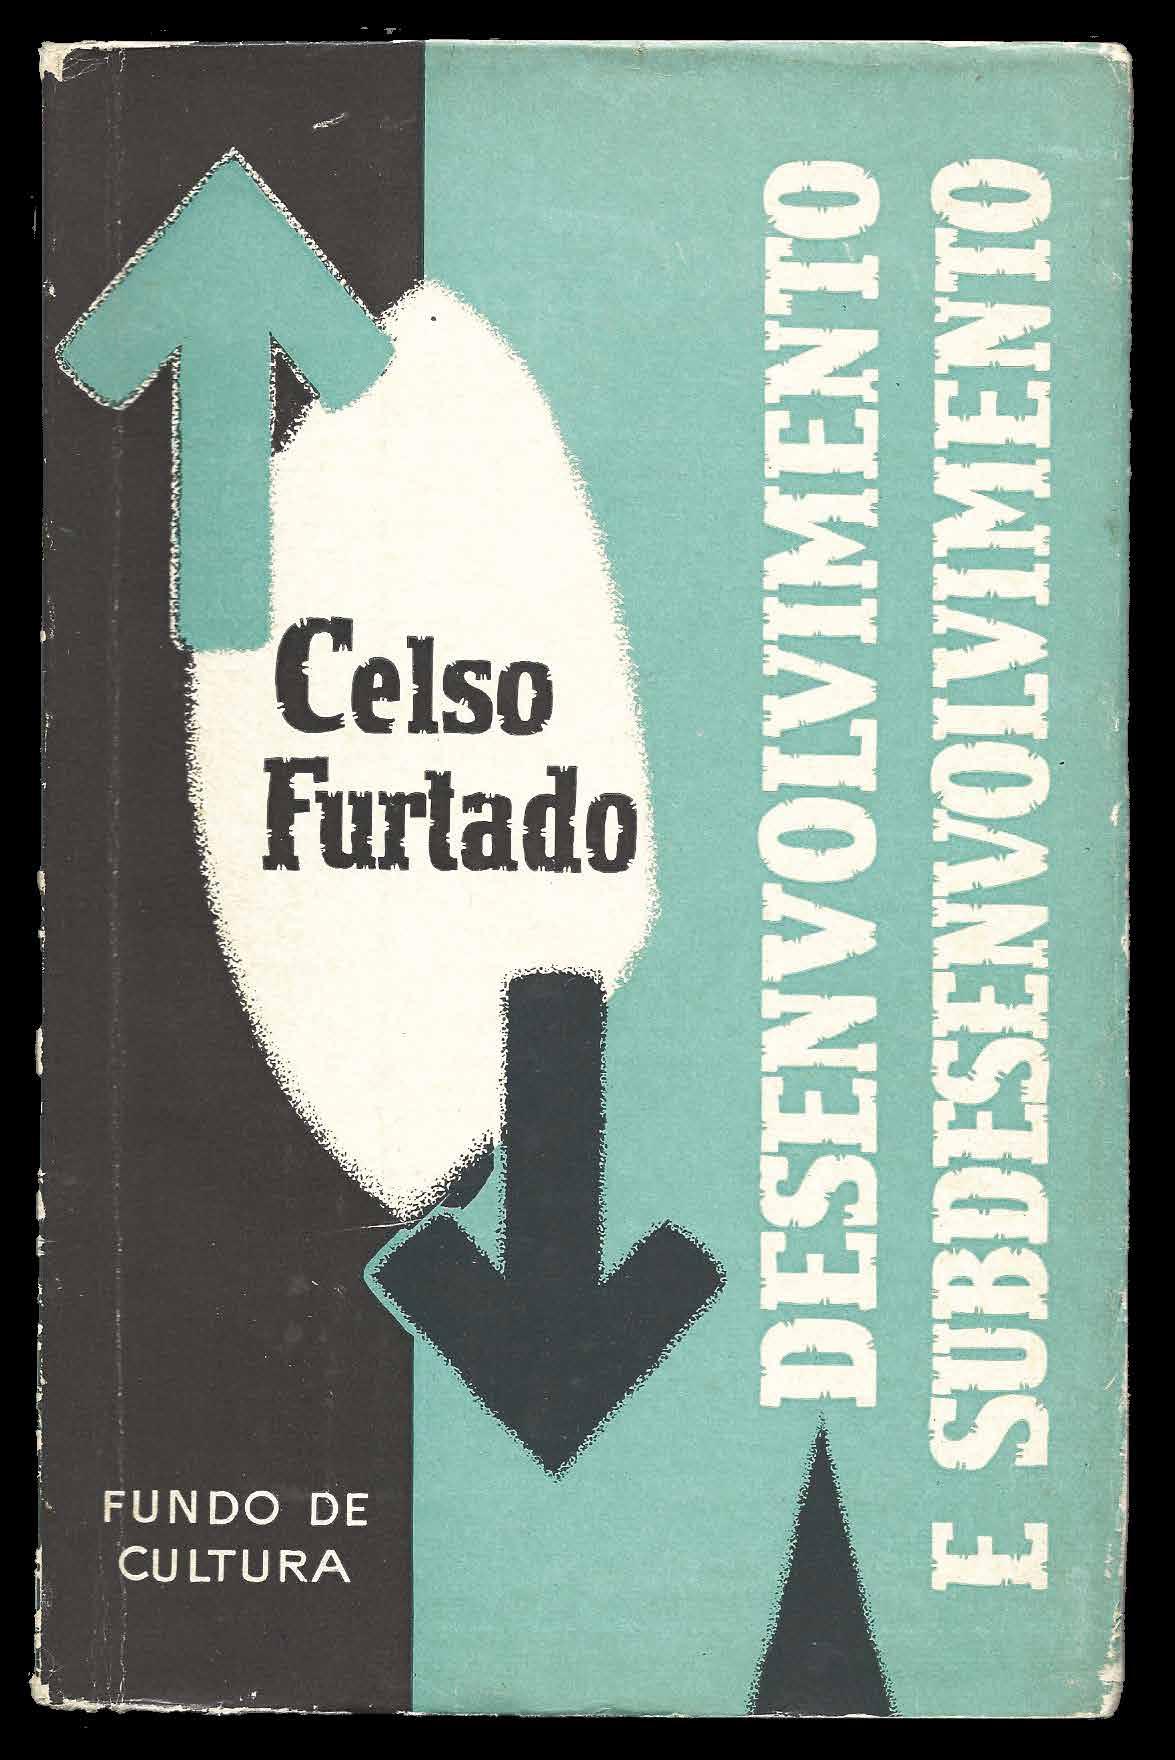 Celso
Furtado
DESENVOLVIMENTO
E SUBDESENVOLVIMENTO
FUNDO DE
CULTURA